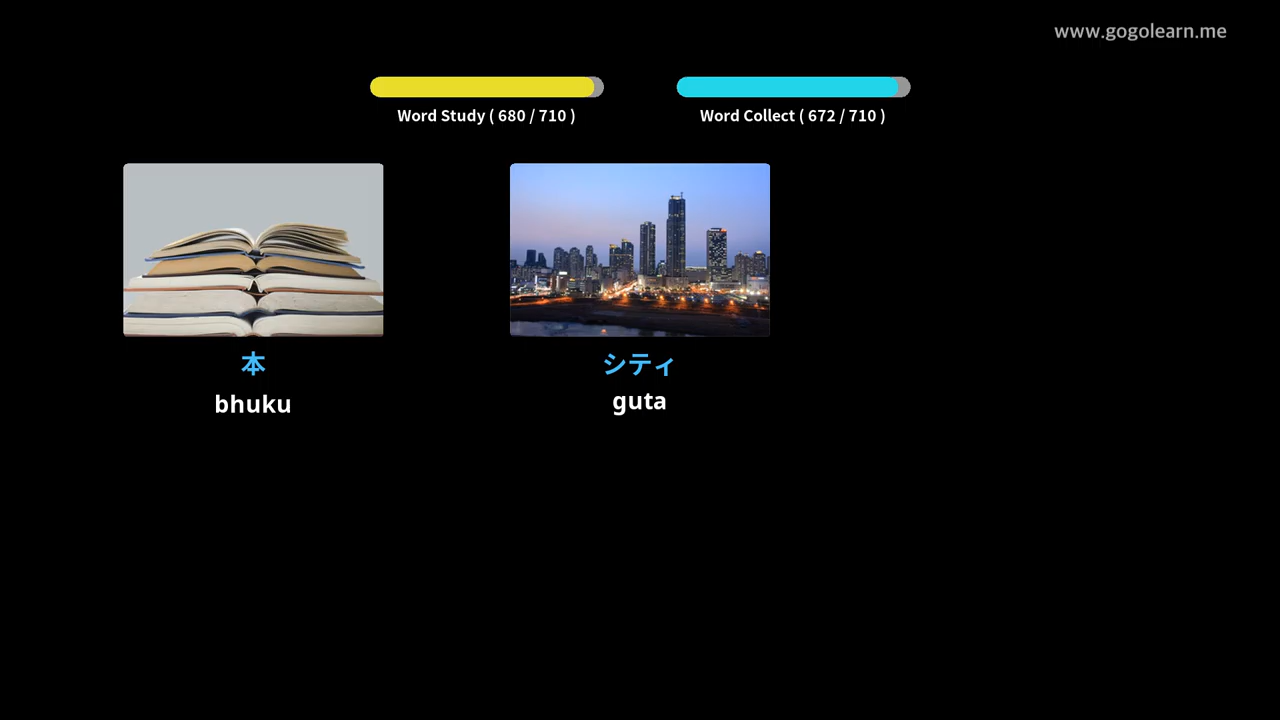 www.gogolearn.me
Word Study ( 680 / 710 )
Word Collect ( 672 / 710 )
本
bhuku
シティ
guta